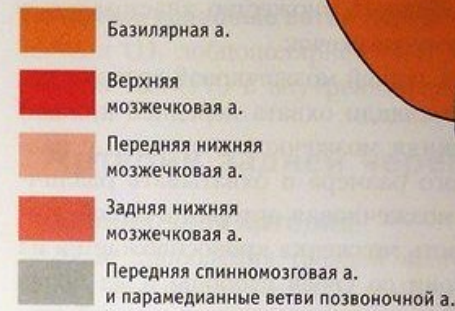 Базилярная а.
Верхняя
мозжечковая а.
Передняя нижняя
мозжечковая а.
Задняя нижняя
мозжечковая а.
Передняя спинномозговая а.
и парамедианные ветви позвоночной а.